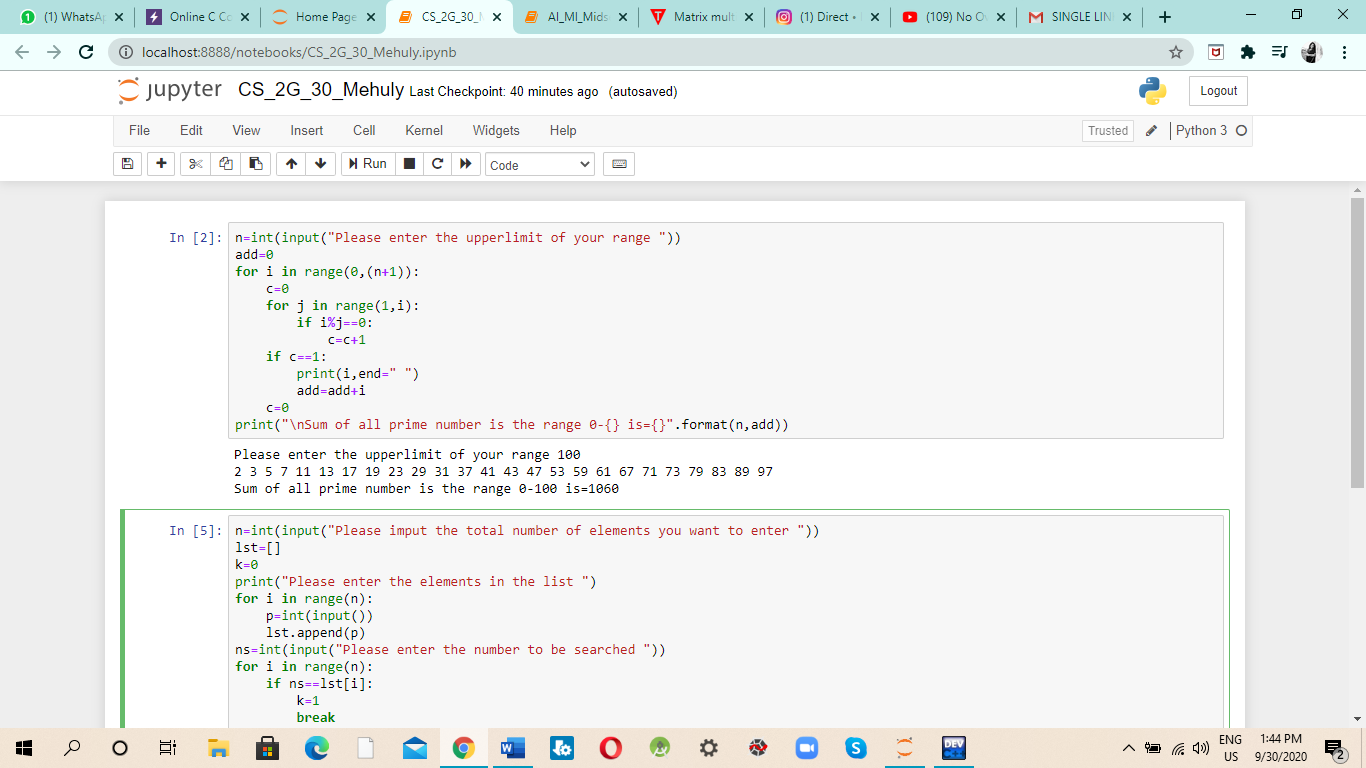 (1) WhatsAp
Online C Co
Home Page
CS_2G_30_M
AI_MI_Mids
Matrix mult
(1) Direct •
(109) No O
SINGLE LIN
localhost:8888/notebooks/CS_2G_30_Mehuly.ipynb
jupyter CS_2G_30_Mehuly Last Checkpoint: 40 minutes ago (autosaved)
Logout
File Edit View Insert Cell Kernel Widgets Help
Trusted Python 3
Run Code
In [2]: n=int(input("Please enter the upperlimit of your range "))
add=0
for i in range(0,(n+1)):
    c=0
    for j in range(1,i):
        if i%j==0:
            c=c+1
    if c==1:
        print(i,end=" ")
        add=add+i
    c=0
print("\nSum of all prime number is the range 0-{} is={}".format(n,add))
Please enter the upperlimit of your range 100
2 3 5 7 11 13 17 19 23 29 31 37 41 43 47 53 59 61 67 71 73 79 83 89 97
Sum of all prime number is the range 0-100 is=1060
In [5]: n=int(input("Please imput the total number of elements you want to enter "))
lst=[]
k=0
print("Please enter the elements in the list ")
for i in range(n):
    p=int(input())
    lst.append(p)
ns=int(input("Please enter the number to be searched "))
for i in range(n):
    if ns==lst[i]:
        k=1
        break
DEV
ENG
US
1:44 PM
9/30/2020
2